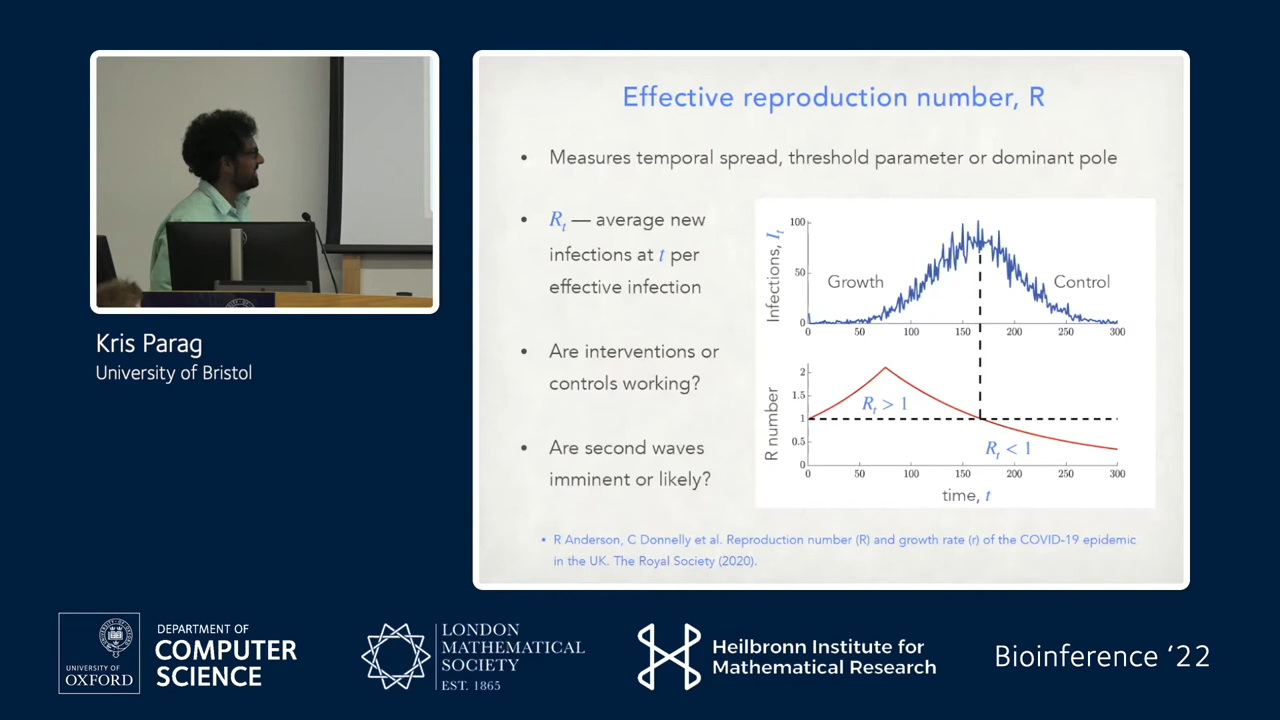 Effective reproduction number, R
• Measures temporal spread, threshold parameter or dominant pole
• Rₜ — average new
infections at t per
effective infection
• Are interventions or
controls working?
• Are second waves
imminent or likely?
Infections, Iₜ
100
50
0
Growth
Control
0 50 100 150 200 250 300
R number
2
1.5
1
0.5
0
Rₜ > 1
Rₜ < 1
0 50 100 150 200 250 300
time, t
• R Anderson, C Donnelly et al. Reproduction number (R) and growth rate (r) of the COVID-19 epidemic
in the UK. The Royal Society (2020).
Kris Parag
University of Bristol
UNIVERSITY OF
OXFORD
DEPARTMENT OF
COMPUTER
SCIENCE
LONDON
MATHEMATICAL
SOCIETY
EST. 1865
Heilbronn Institute for
Mathematical Research
Bioinference ‘22